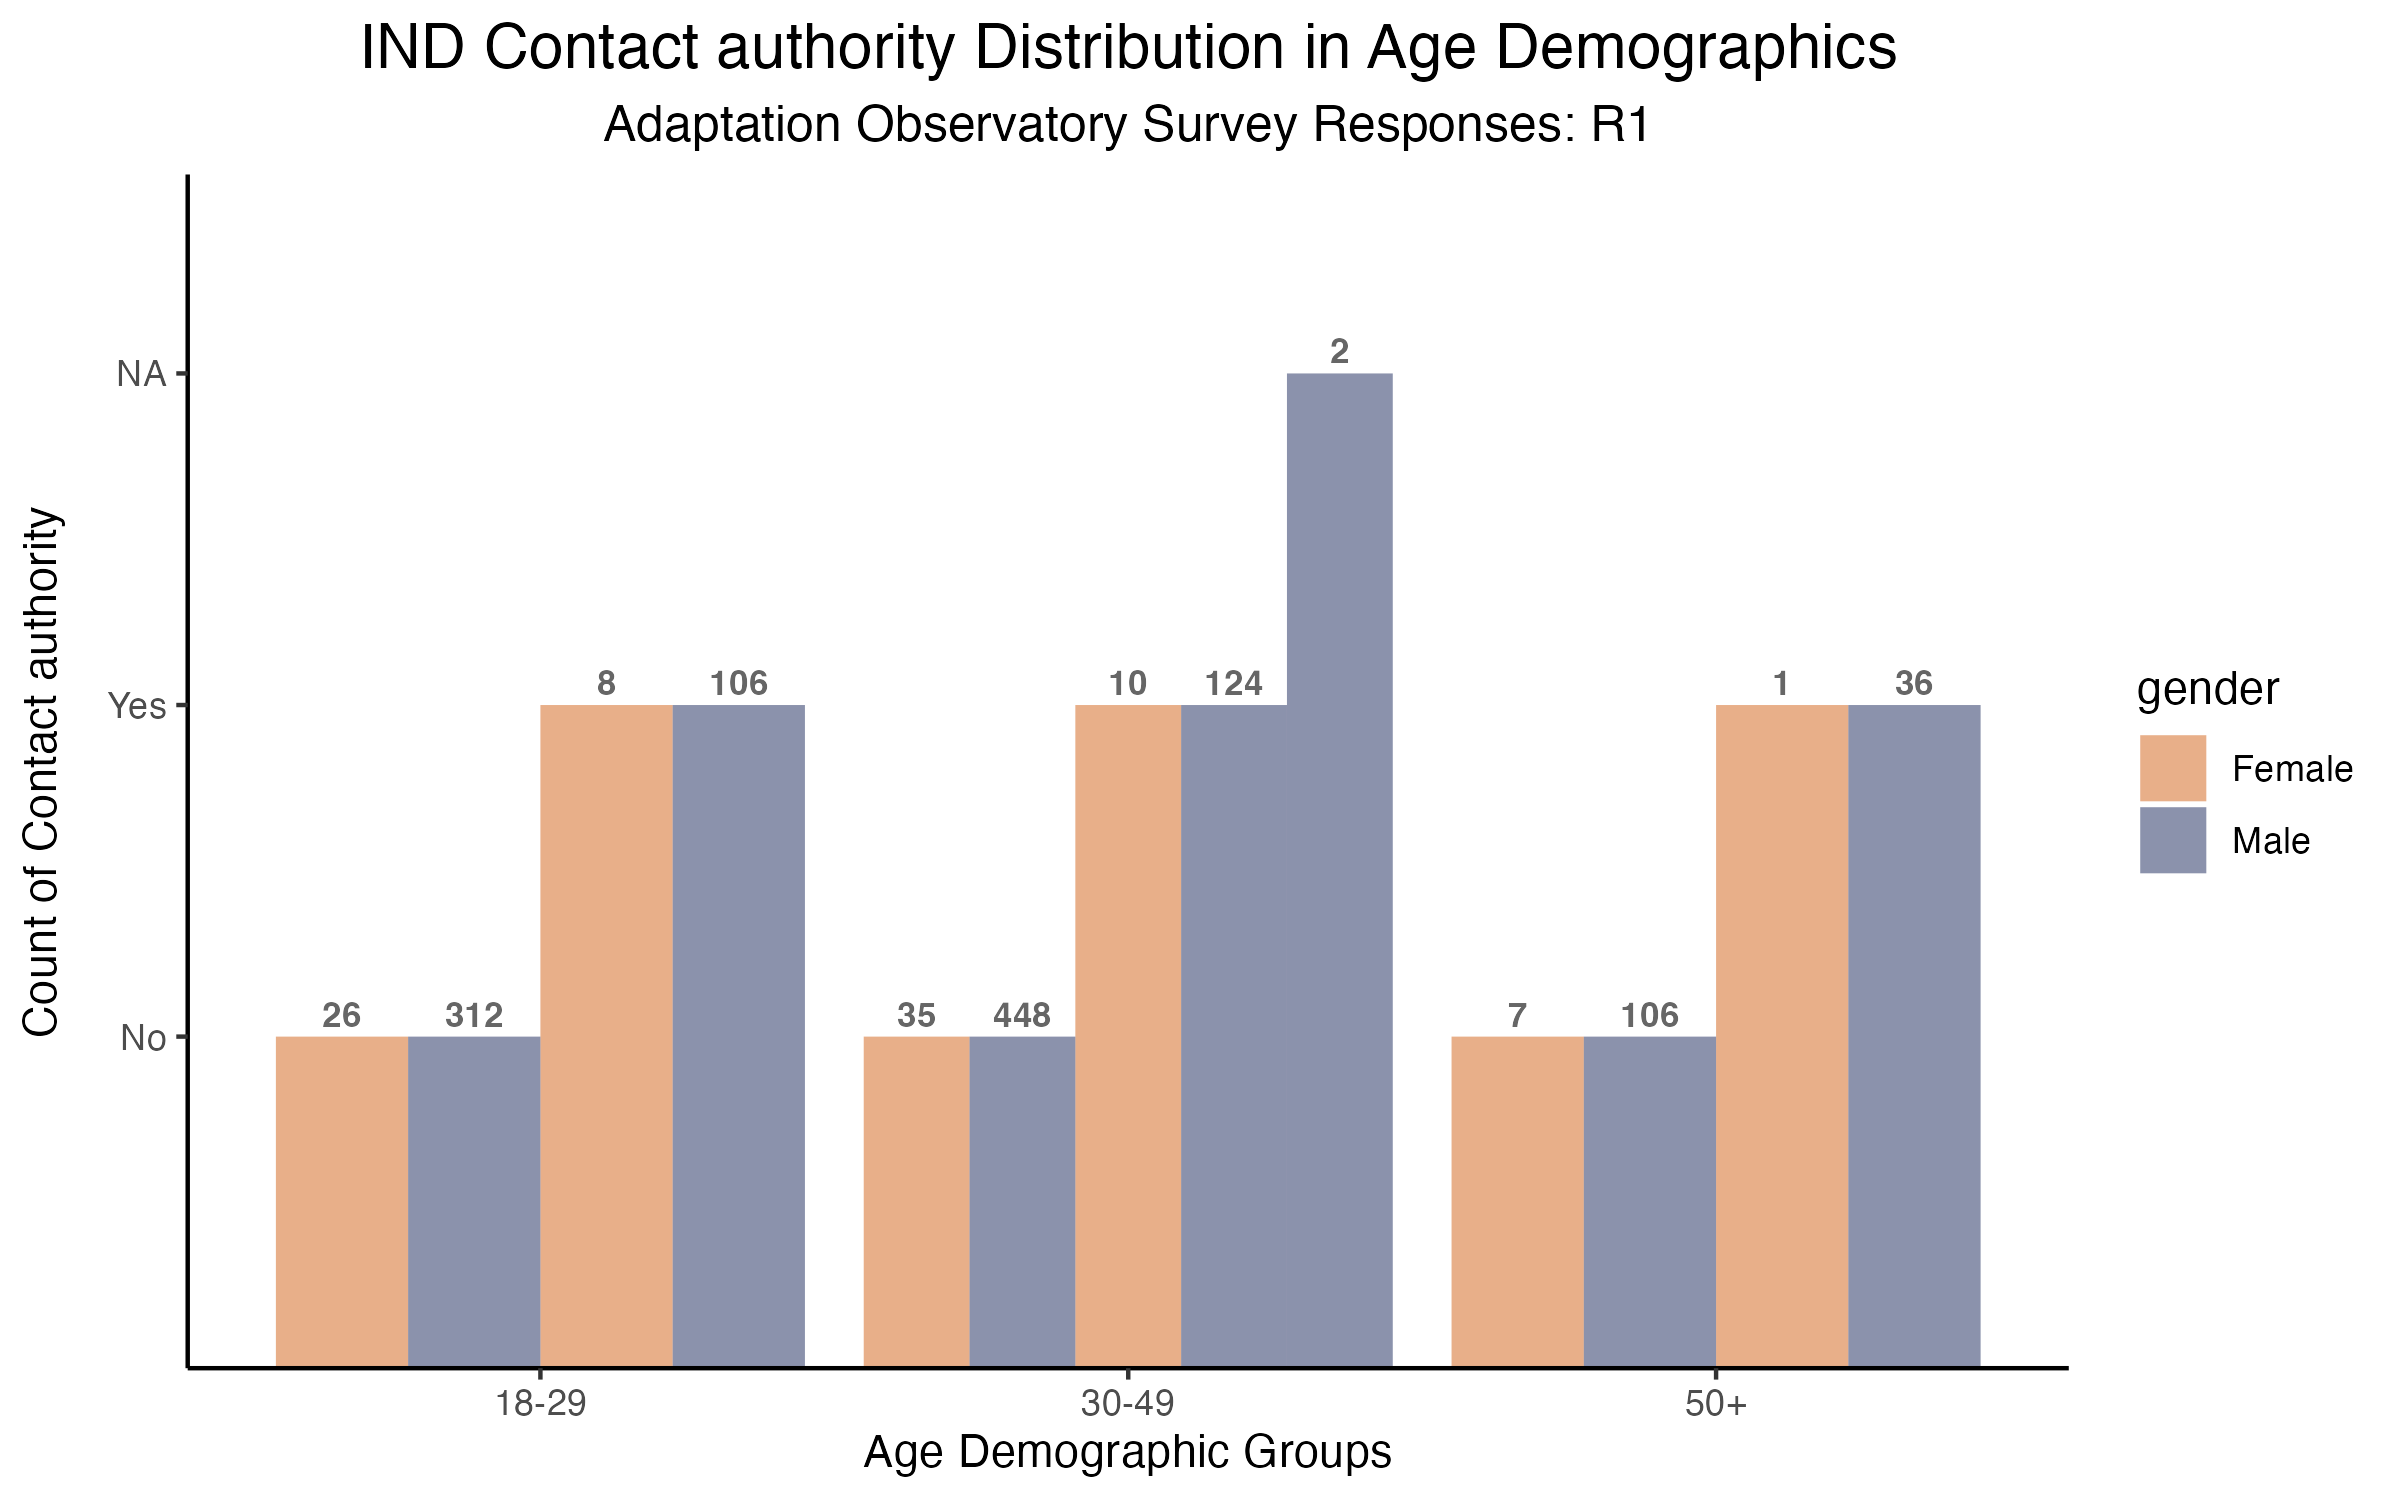 IND Contact authority Distribution in Age Demographics
Adaptation Observatory Survey Responses: R1
Count of Contact authority
NA
Yes
No
2
8
106
10
124
1
36
26
312
35
448
7
106
18-29
30-49
50+
Age Demographic Groups
gender
Female
Male